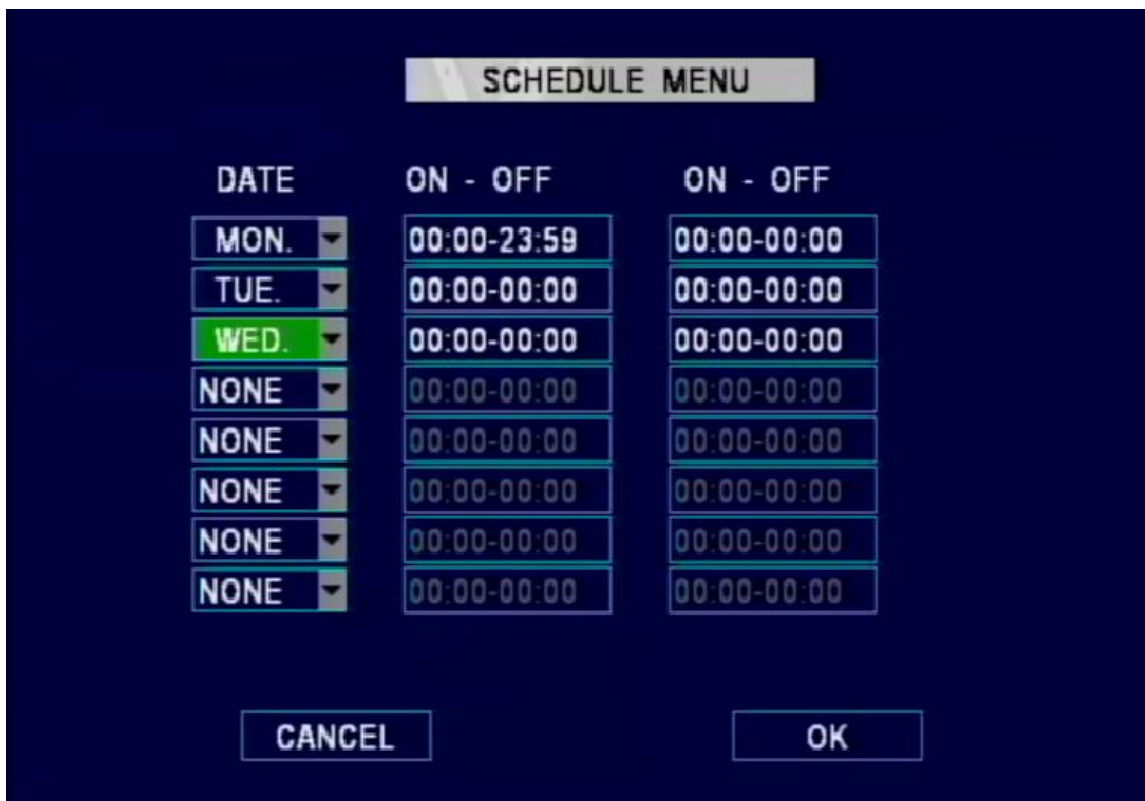 SCHEDULE MENU
DATE ON - OFF ON - OFF
MON. 00:00-23:59 00:00-00:00
TUE. 00:00-00:00 00:00-00:00
WED. 00:00-00:00 00:00-00:00
NONE 00:00-00:00 00:00-00:00
NONE 00:00-00:00 00:00-00:00
NONE 00:00-00:00 00:00-00:00
NONE 00:00-00:00 00:00-00:00
NONE 00:00-00:00 00:00-00:00
CANCEL OK